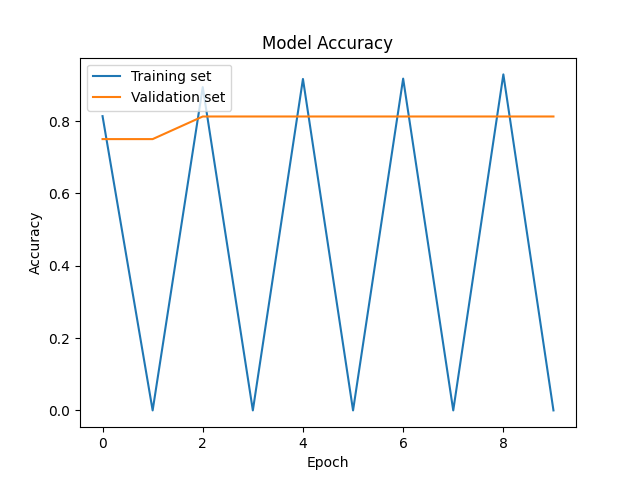 Model Accuracy
Training set
Validation set
Accuracy
0.8
0.6
0.4
0.2
0.0
0 2 4 6 8
Epoch